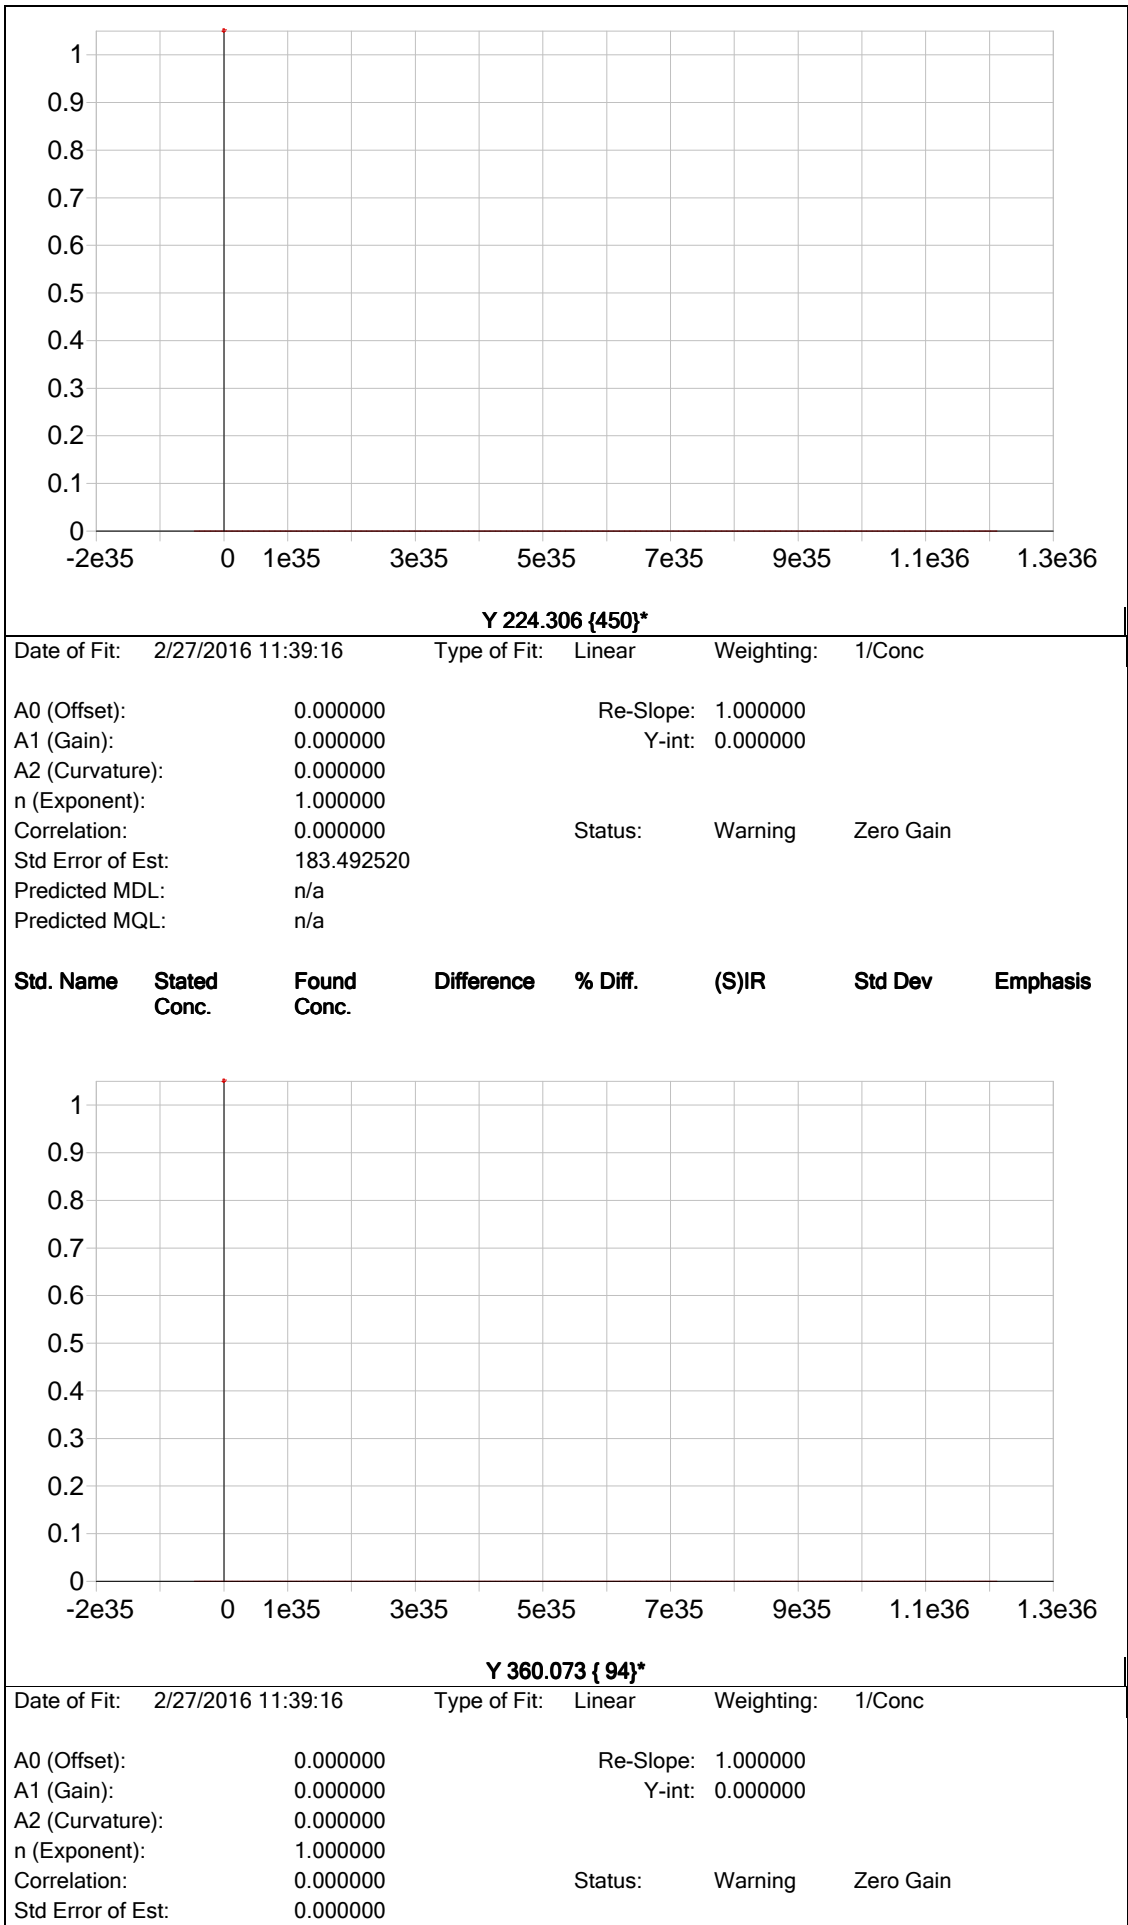 1
0.9
0.8
0.7
0.6
0.5
0.4
0.3
0.2
0.1
0
-2e35 0 1e35 3e35 5e35 7e35 9e35 1.1e36 1.3e36
Y 224.306 {450}*
Date of Fit: 2/27/2016 11:39:16 Type of Fit: Linear Weighting: 1/Conc
A0 (Offset): 0.000000 Re-Slope: 1.000000
A1 (Gain): 0.000000 Y-int: 0.000000
A2 (Curvature): 0.000000
n (Exponent): 1.000000
Correlation: 0.000000 Status: Warning Zero Gain
Std Error of Est: 183.492520
Predicted MDL: n/a
Predicted MQL: n/a
Std. Name Stated Found Difference % Diff. (S)IR Std Dev Emphasis
Conc. Conc.
1
0.9
0.8
0.7
0.6
0.5
0.4
0.3
0.2
0.1
0
-2e35 0 1e35 3e35 5e35 7e35 9e35 1.1e36 1.3e36
Y 360.073 { 94}*
Date of Fit: 2/27/2016 11:39:16 Type of Fit: Linear Weighting: 1/Conc
A0 (Offset): 0.000000 Re-Slope: 1.000000
A1 (Gain): 0.000000 Y-int: 0.000000
A2 (Curvature): 0.000000
n (Exponent): 1.000000
Correlation: 0.000000 Status: Warning Zero Gain
Std Error of Est: 0.000000